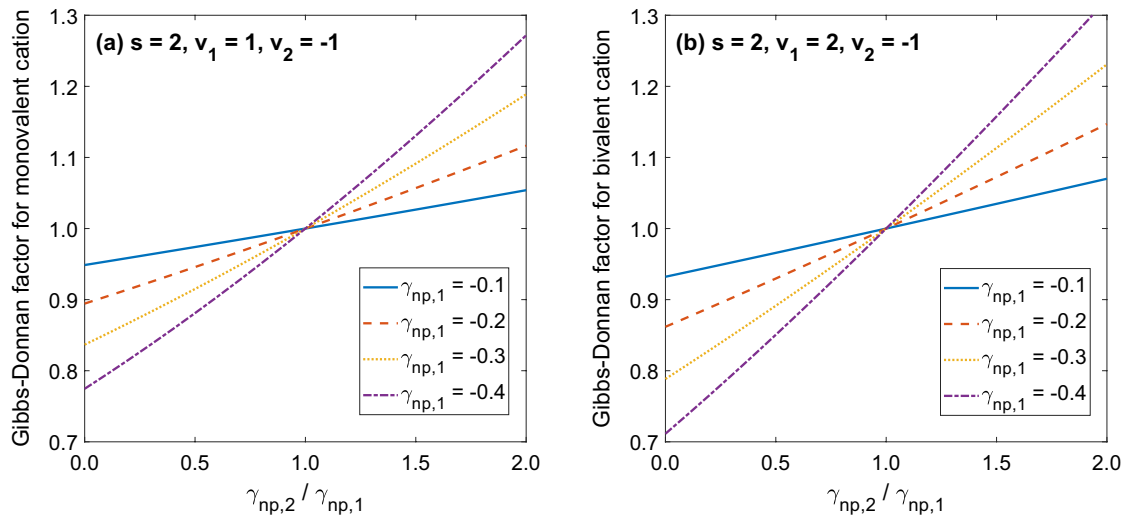 Gibbs-Donnan factor for monovalent cation
1.3
1.2
1.1
1.0
0.9
0.8
0.7
(a) s = 2, v₁ = 1, v₂ = -1
γnp,1 = -0.1
γnp,1 = -0.2
γnp,1 = -0.3
γnp,1 = -0.4
0.0 0.5 1.0 1.5 2.0
γnp,2 / γnp,1
Gibbs-Donnan factor for bivalent cation
1.3
1.2
1.1
1.0
0.9
0.8
0.7
(b) s = 2, v₁ = 2, v₂ = -1
γnp,1 = -0.1
γnp,1 = -0.2
γnp,1 = -0.3
γnp,1 = -0.4
0.0 0.5 1.0 1.5 2.0
γnp,2 / γnp,1